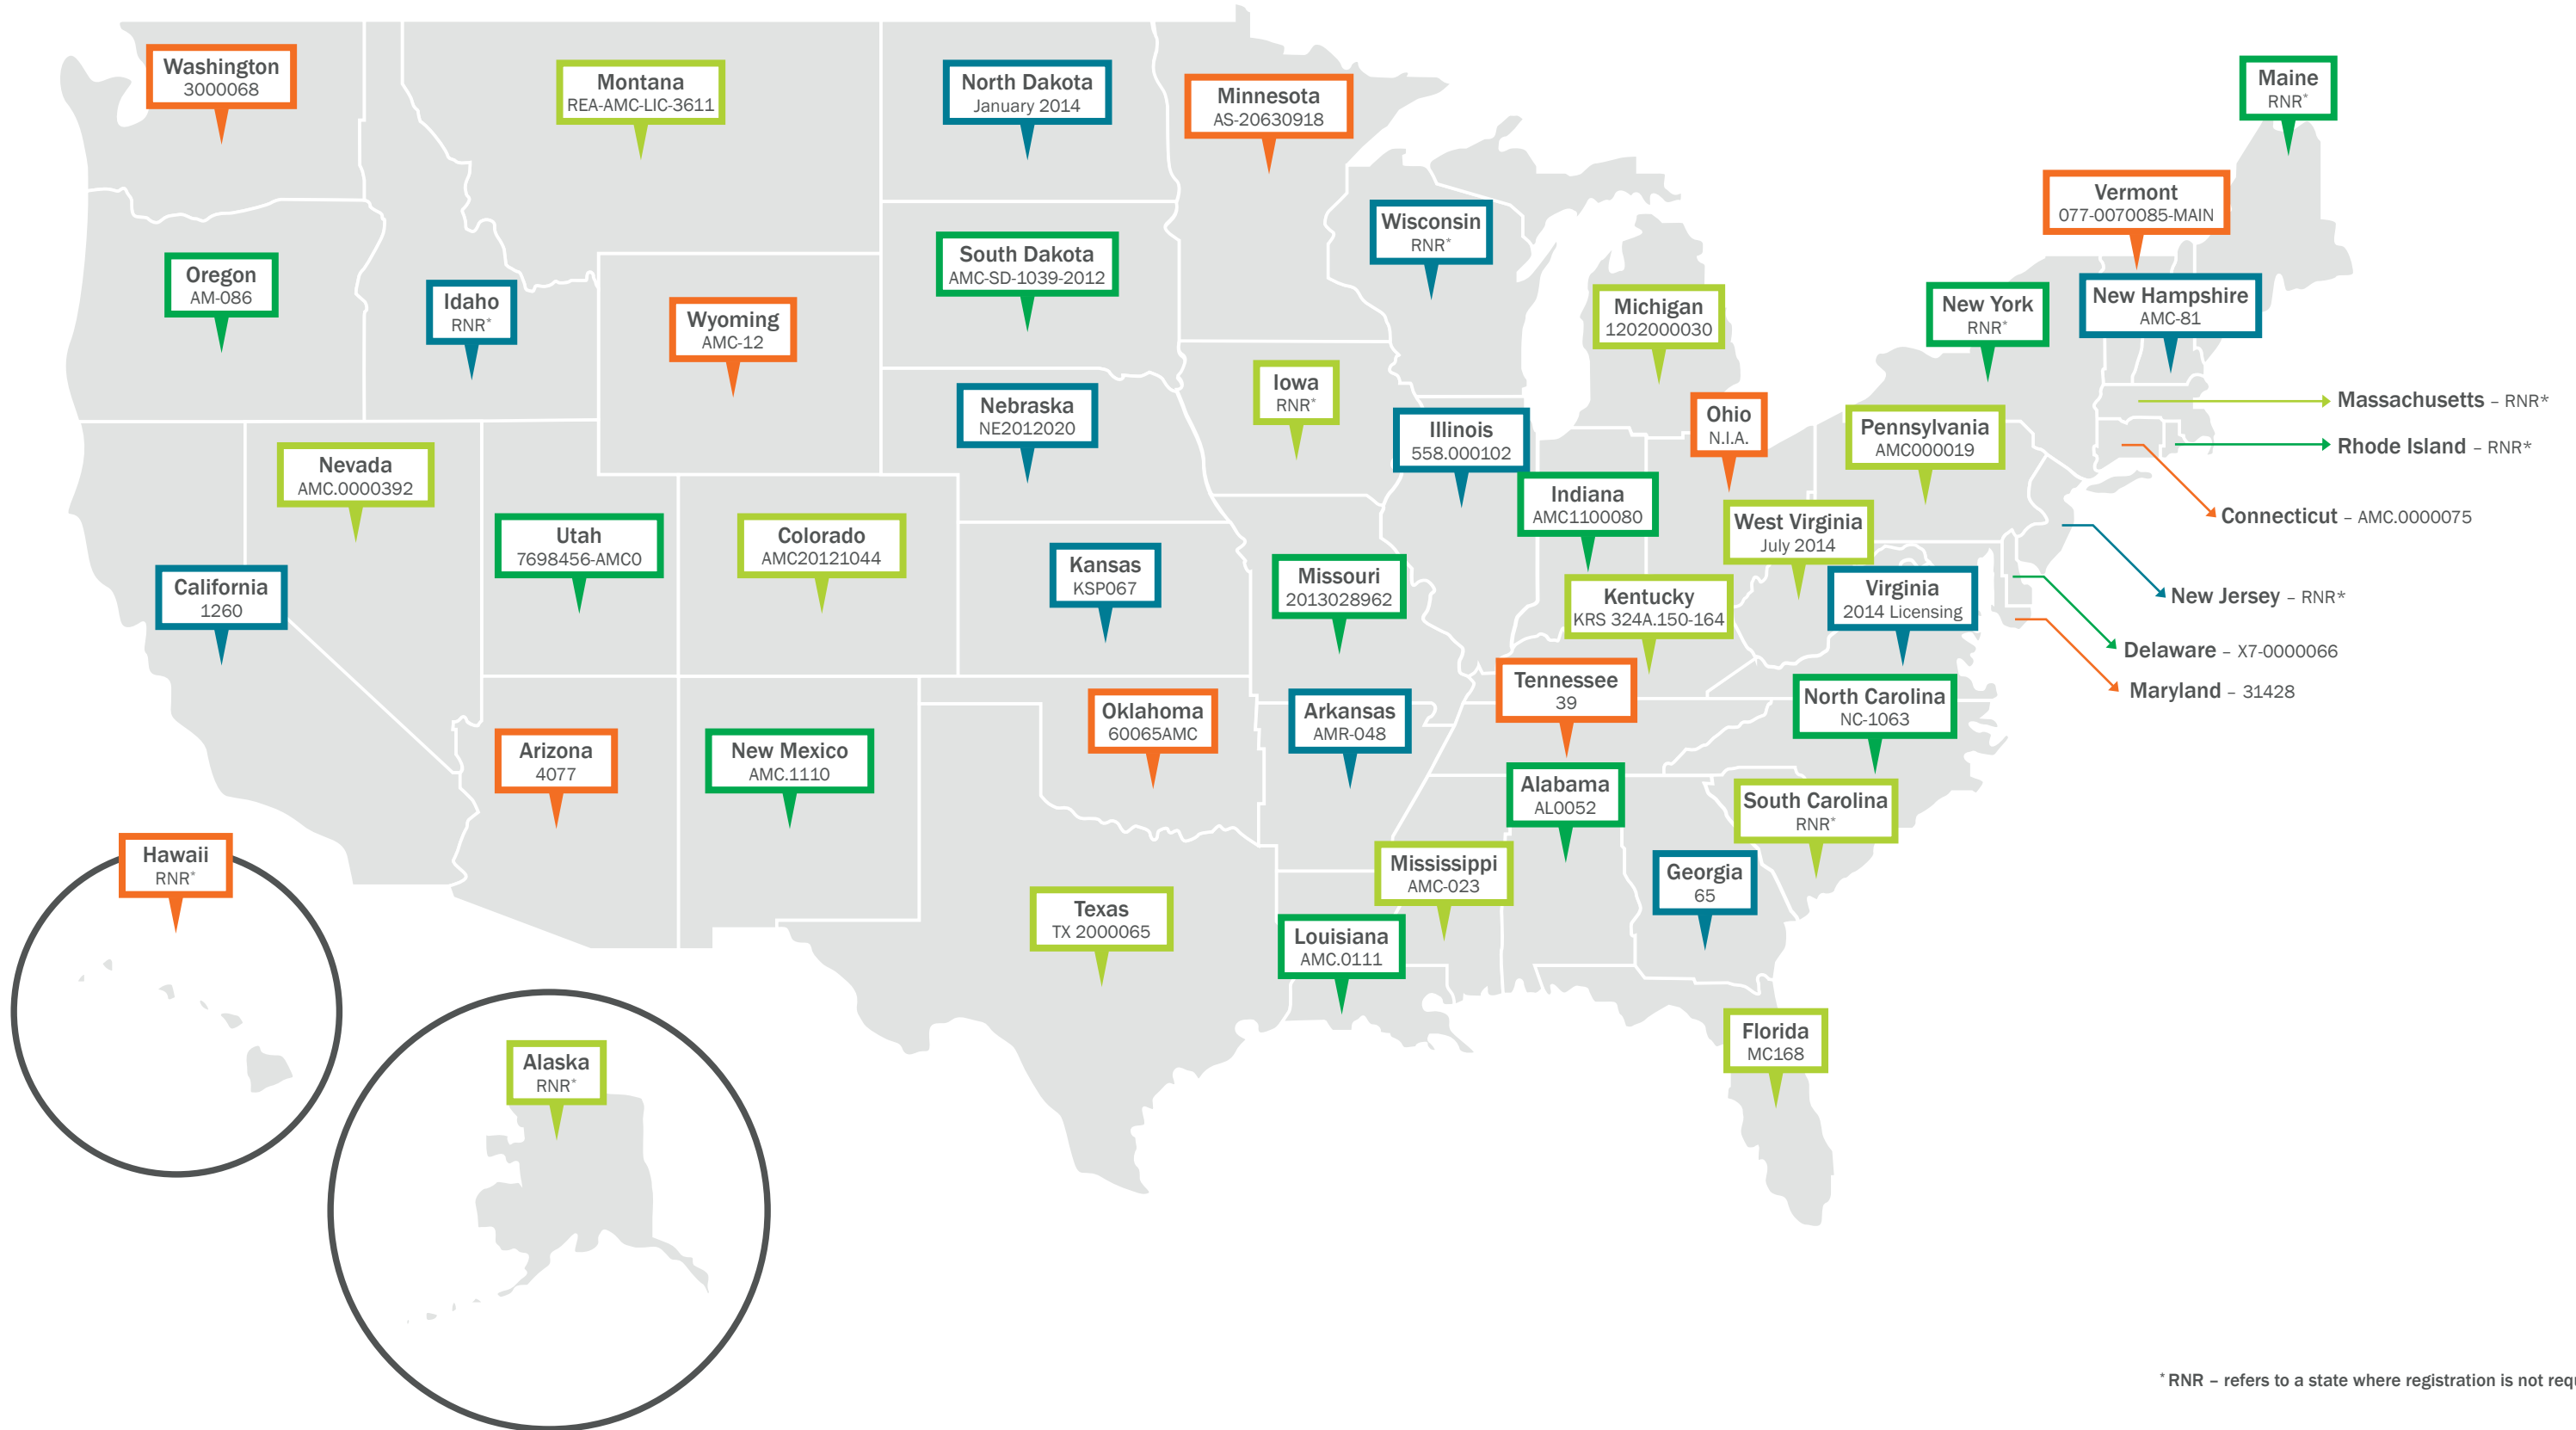 Washington
3000068
Montana
REA-AMC-LIC-3611
North Dakota
January 2014
Minnesota
AS-20630918
Maine
RNR*
Vermont
077-0070085-MAIN
Wisconsin
RNR*
Oregon
AM-086
Idaho
RNR*
Wyoming
AMC-12
South Dakota
AMC-SD-1039-2012
Michigan
1202000030
New York
RNR*
New Hampshire
AMC-81
Nebraska
NE2012020
Iowa
RNR*
Illinois
558.000102
Ohio
N.I.A.
Pennsylvania
AMC000019
Massachusetts – RNR*
Rhode Island – RNR*
Connecticut – AMC.0000075
New Jersey – RNR*
Delaware – X7-0000066
Maryland – 31428
Nevada
AMC.0000392
Utah
7698456-AMC0
Colorado
AMC20121044
Kansas
KSP067
Missouri
2013028962
Indiana
AMC1100080
West Virginia
July 2014
Kentucky
KRS 324A.150-164
Virginia
2014 Licensing
California
1260
Tennessee
39
North Carolina
NC-1063
Arizona
4077
New Mexico
AMC.1110
Oklahoma
60065AMC
Arkansas
AMR-048
Alabama
AL0052
South Carolina
RNR*
Hawaii
RNR*
Mississippi
AMC-023
Georgia
65
Texas
TX 2000065
Louisiana
AMC.0111
Florida
MC168
Alaska
RNR*
* RNR – refers to a state where registration is not requ